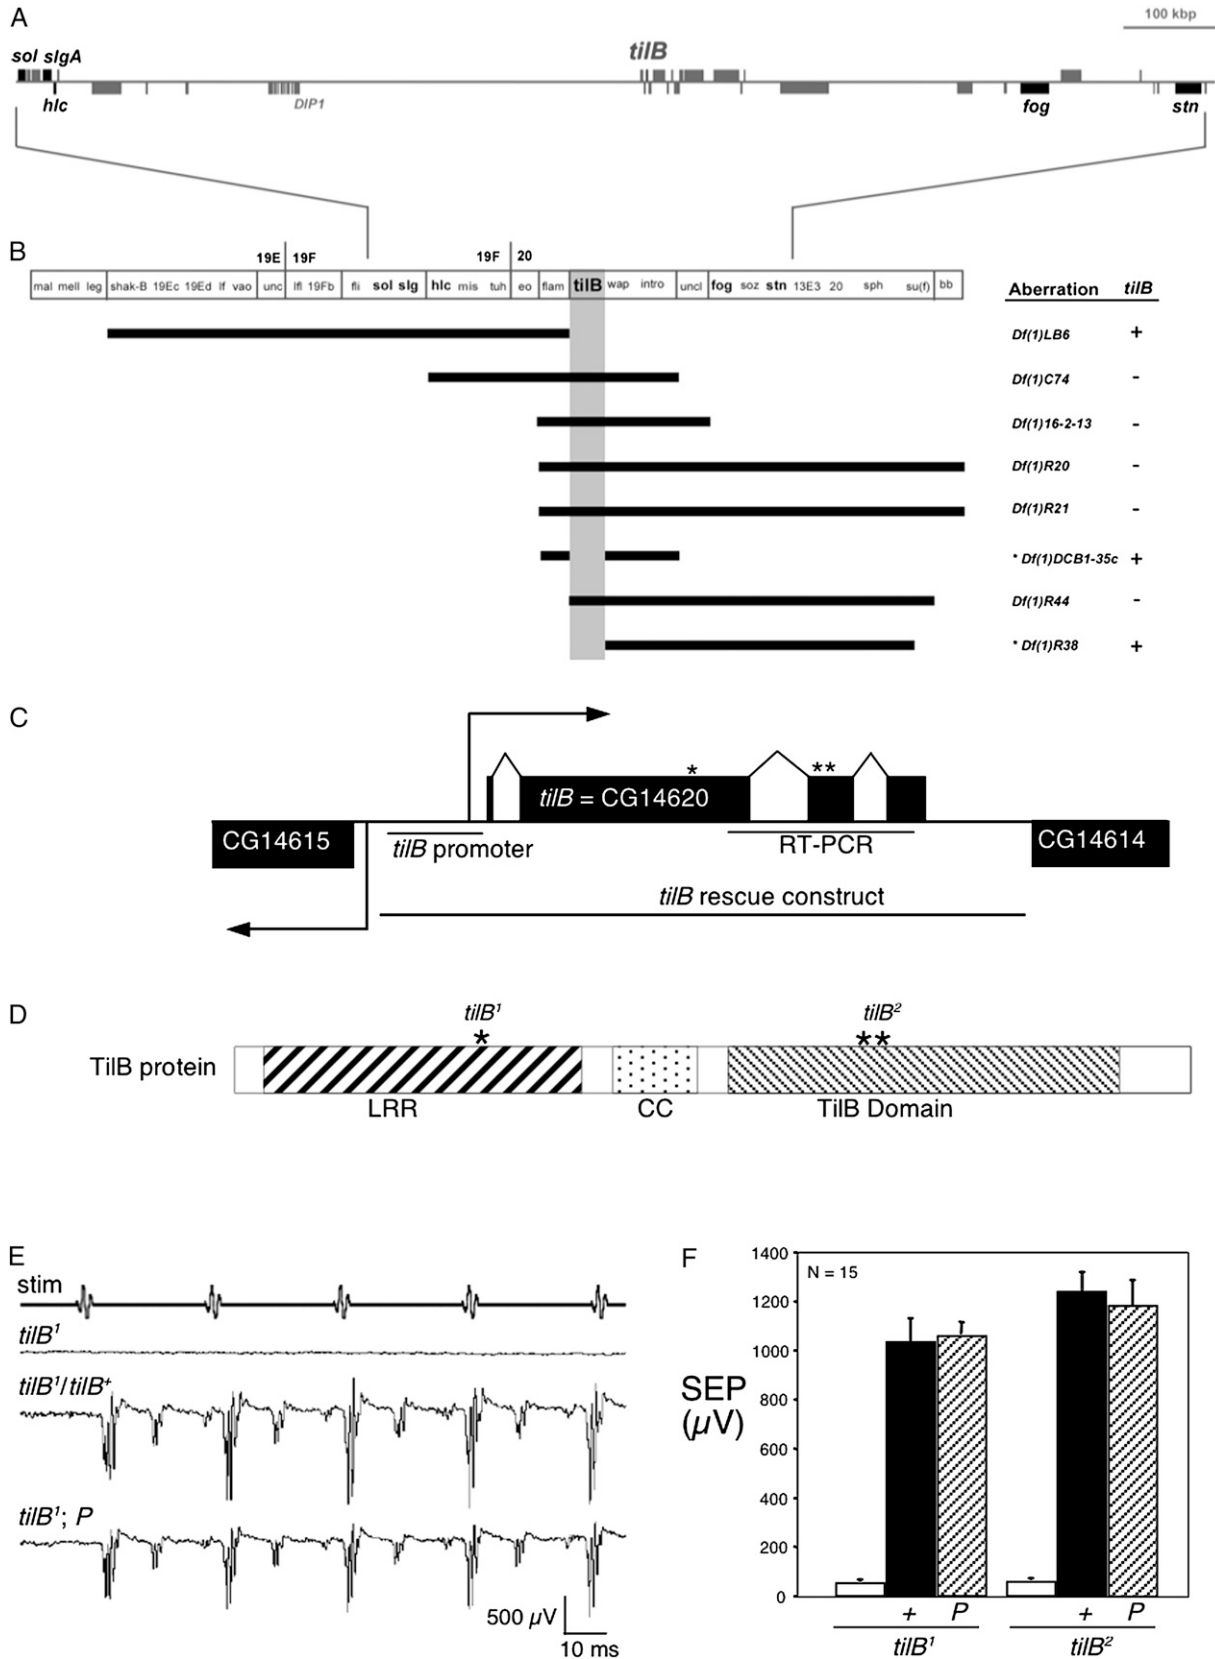 A
100 kbp
sol slgA
tilB
hlc
DIP1
fog
stn
B
19E 19F 19F 20
mal mell leg shak-B 19Ec 19Ed lf vao unc lfl 19Fb fli sol slg hlc mis tuh eo flam tilB wap intro uncl fog soz stn 13E3 20 sph su(f) bb
Aberration tilB
Df(1)LB6 +
Df(1)C74 -
Df(1)16-2-13 -
Df(1)R20 -
Df(1)R21 -
* Df(1)DCB1-35c +
Df(1)R44 -
* Df(1)R38 +
C
* **
tilB = CG14620
CG14615
tilB promoter
RT-PCR
CG14614
tilB rescue construct
D
tilB¹ tilB²
* **
TilB protein
LRR CC TilB Domain
E
stim
tilB¹
tilB¹/tilB⁺
tilB¹; P
500 µV
10 ms
F
N = 15
SEP
(µV)
1400
1200
1000
800
600
400
200
0
+ P + P
tilB¹ tilB²